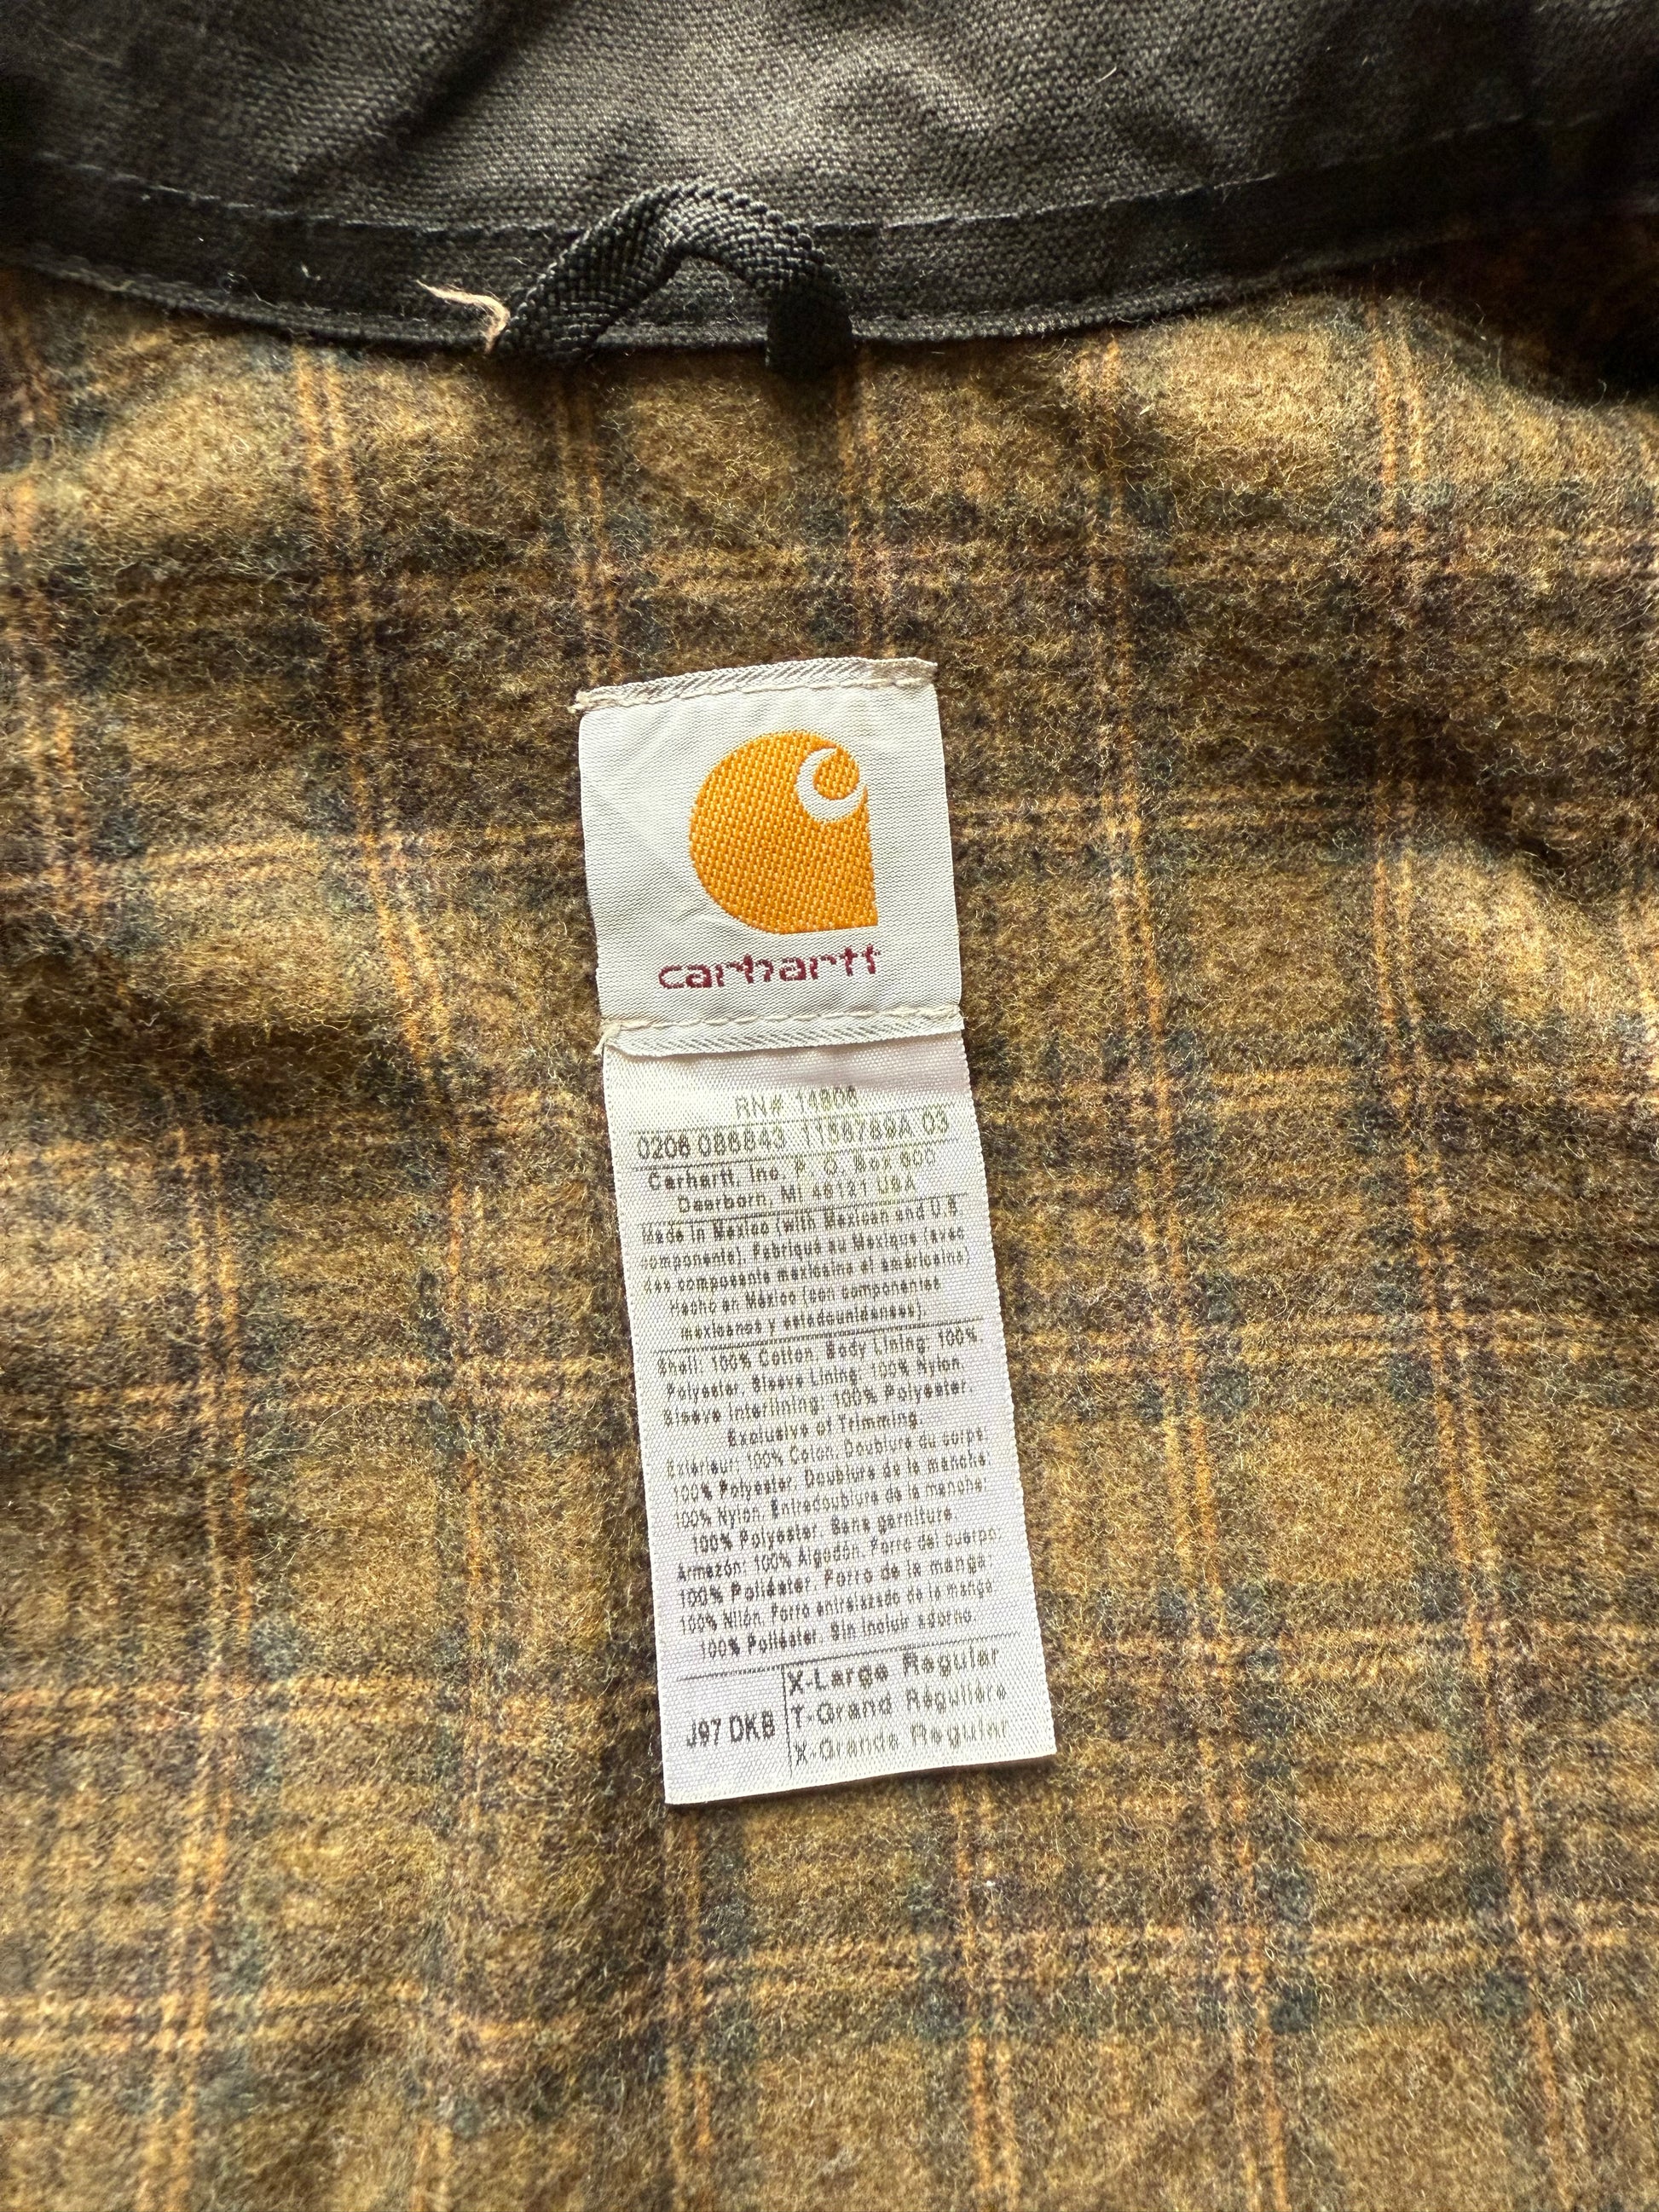 carhartt
RN# 14806
0206 086843 1156789A 03
Carhartt, Inc. P. O. Box 600
Dearborn, MI 48121 USA
Made in Mexico (with Mexican and U.S
components). Fabriqué au Mexique (avec
des composants mexicains et américains)
Hecho en México (con componentes
mexicanos y estadounidenses).
Shell: 100% Cotton. Body Lining: 100%
Polyester. Sleeve Lining: 100% Nylon.
Sleeve Interlining: 100% Polyester.
Exclusive of Trimming.
Extérieur: 100% Coton. Doublure du corps:
100% Polyester. Doublure de la manche:
100% Nylon. Entredoublure de la manche:
100% Polyester. Sans garniture.
Armazón: 100% Algodón. Forro del cuerpo:
100% Poliéster. Forro de la manga:
100% Nilón. Forro entrelazado de la manga:
100% Poliéster. Sin incluir adorno.
J97 DKB
X-Large Regular
T-Grand Régulière
X-Grande Regular